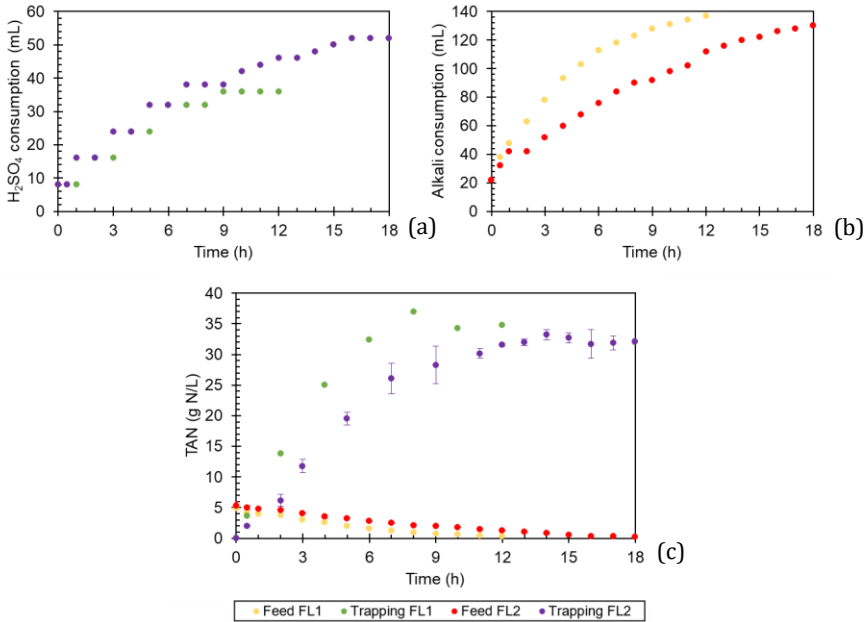 H₂SO₄ consumption (mL)
60
50
40
30
20
10
0
0 3 6 9 12 15 18
Time (h)
(a)
Alkali consumption (mL)
140
120
100
80
60
40
20
0
0 3 6 9 12 15 18
Time (h)
(b)
TAN (g N/L)
40
35
30
25
20
15
10
5
0
0 3 6 9 12 15 18
Time (h)
(c)
Feed FL1 Trapping FL1 Feed FL2 Trapping FL2